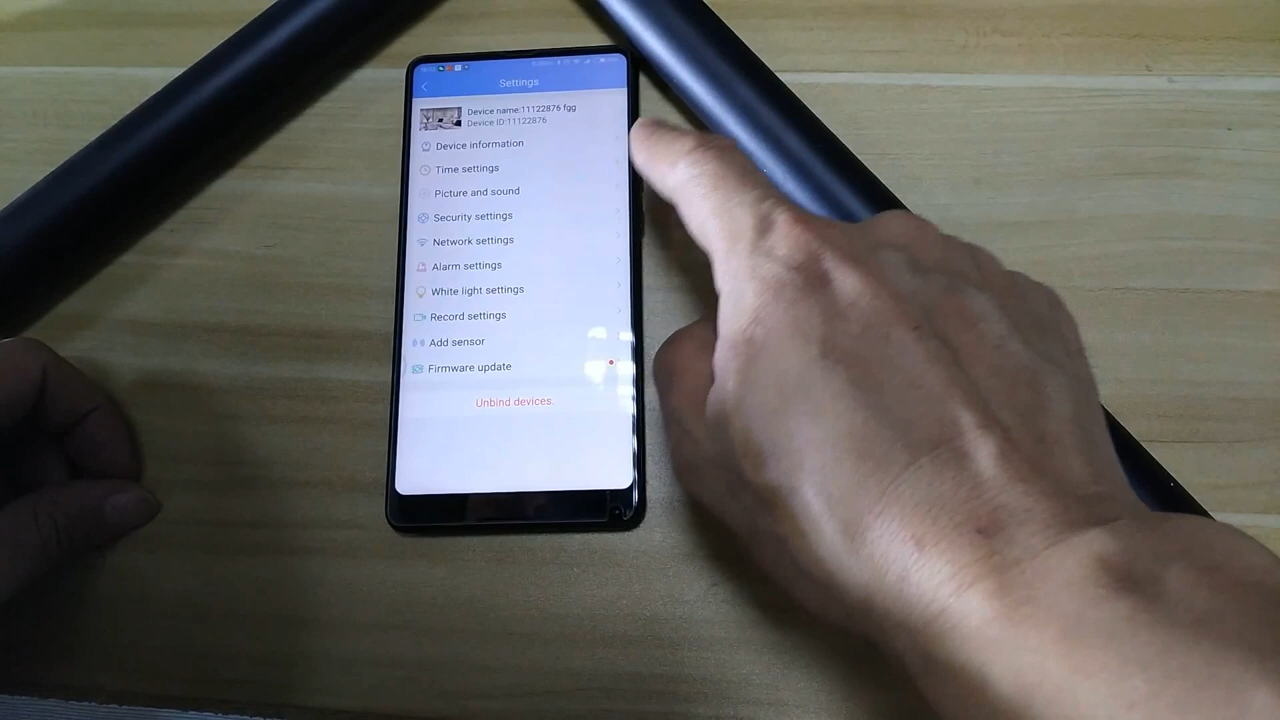 Settings
Device name:11122876 fgg
Device ID:11122876
Device information
Time settings
Picture and sound
Security settings
Network settings
Alarm settings
White light settings
Record settings
Add sensor
Firmware update
Unbind devices.